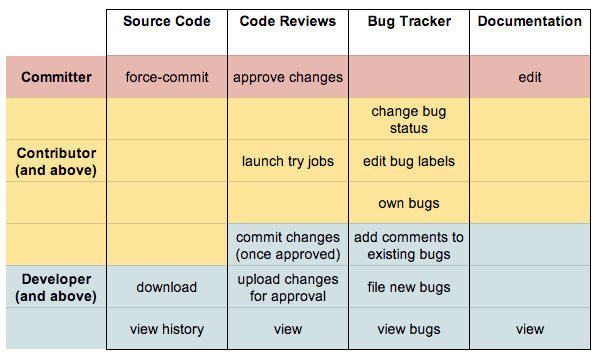 Source Code Code Reviews Bug Tracker Documentation
Committer force-commit approve changes edit
change bug
status
Contributor
(and above) launch try jobs edit bug labels
own bugs
commit changes
(once approved) add comments to
existing bugs
Developer
(and above) download upload changes
for approval file new bugs
view history view view bugs view